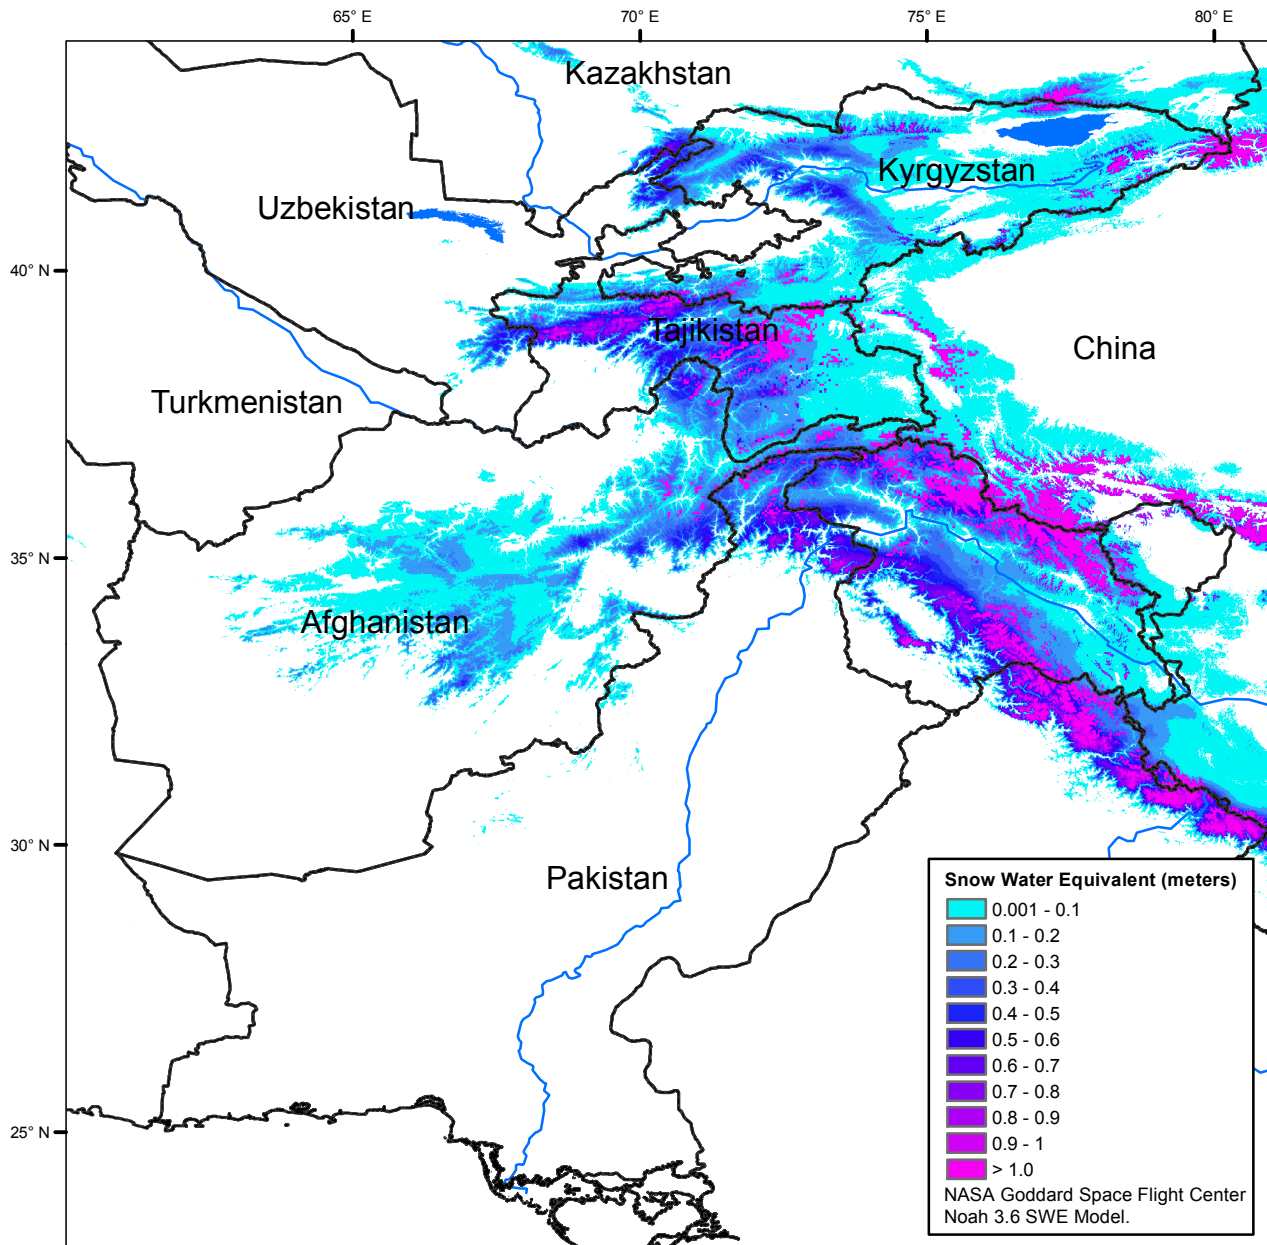 65° E
70° E
75° E
80° E
Kazakhstan
Kyrgyzstan
Uzbekistan
40° N
Tajikistan
China
Turkmenistan
35° N
Afghanistan
30° N
Pakistan
25° N
Snow Water Equivalent (meters)
0.001 - 0.1
0.1 - 0.2
0.2 - 0.3
0.3 - 0.4
0.4 - 0.5
0.5 - 0.6
0.6 - 0.7
0.7 - 0.8
0.8 - 0.9
0.9 - 1
> 1.0
NASA Goddard Space Flight Center
Noah 3.6 SWE Model.